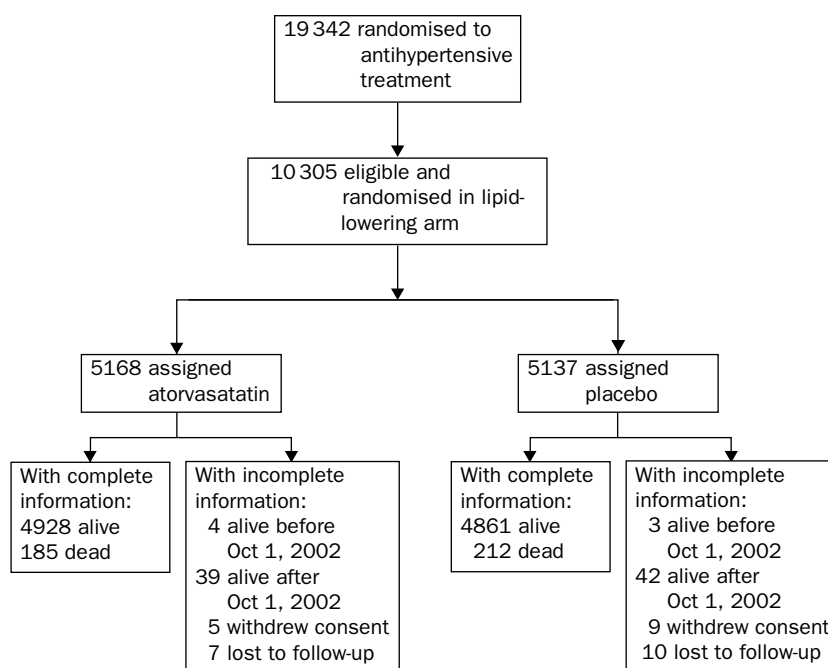 19 342 randomised to
antihypertensive
treatment
10 305 eligible and
randomised in lipid-
lowering arm
5168 assigned
atorvasatatin
5137 assigned
placebo
With complete
information:
4928 alive
185 dead
With incomplete
information:
4 alive before
Oct 1, 2002
39 alive after
Oct 1, 2002
5 withdrew consent
7 lost to follow-up
With complete
information:
4861 alive
212 dead
With incomplete
information:
3 alive before
Oct 1, 2002
42 alive after
Oct 1, 2002
9 withdrew consent
10 lost to follow-up